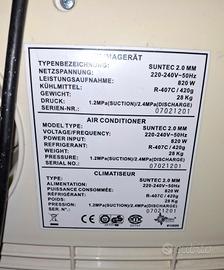 KLIMAGERÄT
TYPENBEZEICHNUNG: SUNTEC 2.0 MM
NETZSPANNUNG: 220-240V~50Hz
LEISTUNGSAUFNAHME: 820 W
KÜHLMITTEL: R-407C / 420g
GEWICHT: 28 Kg
DRUCK: 1.2MPa(SUCTION)/2.4MPa(DISCHARGE)
SERIEN-NR.: 07021201
AIR CONDITIONER
MODEL TYPE: SUNTEC 2.0 MM
VOLTAGE/FREQUENCY: 220-240V~50Hz
POWER INPUT: 820 W
REFRIGERANT: R-407C / 420g
WEIGHT: 28 Kg
PRESSURE: 1.2MPa(SUCTION)/2.4MPa(DISCHARGE)
SERIAL NO.: 07021201
CLIMATISEUR
TYPE: SUNTEC 2.0 MM
ALIMENTATION: 220-240V~50Hz
PUISSANCE CONSOMMÉE: 820 W
REFRIGERANT: R-407C / 420g
POIDS: 28 Kg
PRESSION: 1.2MPa(SUCTION)/2.4MPa(DISCHARGE)
SERIE N°: 07021201
subito